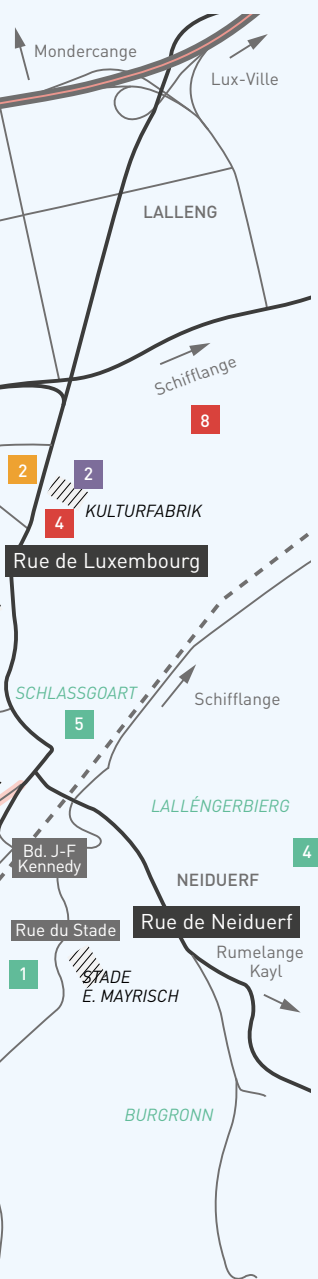 Mondercange
Lux-Ville
LALLENG
Schifflange
8
2
2
KULTURFABRIK
4
Rue de Luxembourg
SCHLASSGOART
Schifflange
5
LALLÉNGERBIERG
Bd. J-F
Kennedy
4
NEIDUERF
Rue de Neiduerf
Rue du Stade
Rumelange
Kayl
1
STADE
E. MAYRISCH
BURGRONN